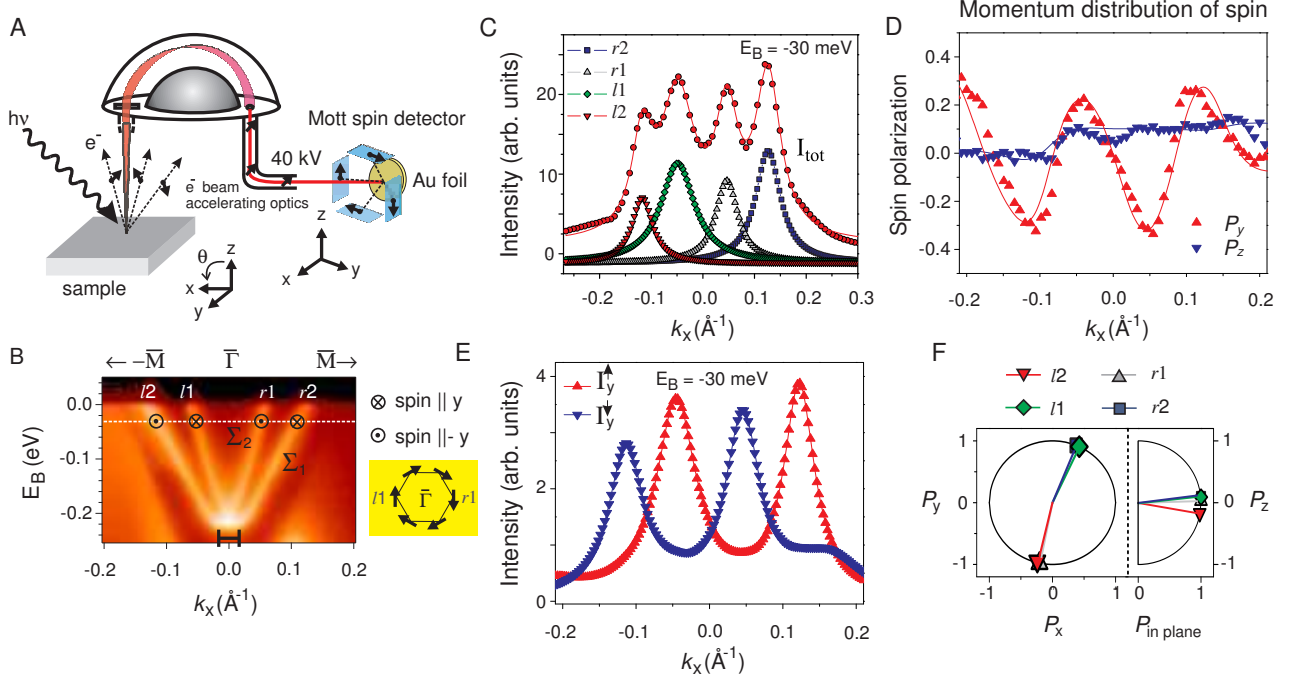 A
hν
e⁻
40 kV
Mott spin detector
Au foil
e⁻ beam
accelerating optics
sample
θ
z
x
y
z
x
y
C
r2
r1
l1
l2
E_B = -30 meV
I_tot
Intensity (arb. units)
20
10
0
-0.2 -0.1 0.0 0.1 0.2 0.3
k_x (Å⁻¹)
Momentum distribution of spin
D
Spin polarization
0.4
0.2
0.0
-0.2
-0.4
P_y
P_z
-0.2 -0.1 0.0 0.1 0.2
k_x (Å⁻¹)
B
← −M̅ Γ̅ M̅ →
l2 l1 r1 r2
Σ₂
Σ₁
E_B (eV)
0.0
-0.1
-0.2
-0.2 -0.1 0.0 0.1 0.2
k_x (Å⁻¹)
⊗ spin || y
⊙ spin ||- y
l1 Γ̅ r1
E
I_y↑
I_y↓
E_B = -30 meV
Intensity (arb. units)
4
2
0
-0.2 -0.1 0.0 0.1 0.2
k_x (Å⁻¹)
F
l2 r1
l1 r2
P_y
1
0
-1
-1 0 1
P_x
0 1
P_in plane
1
0
-1
P_z